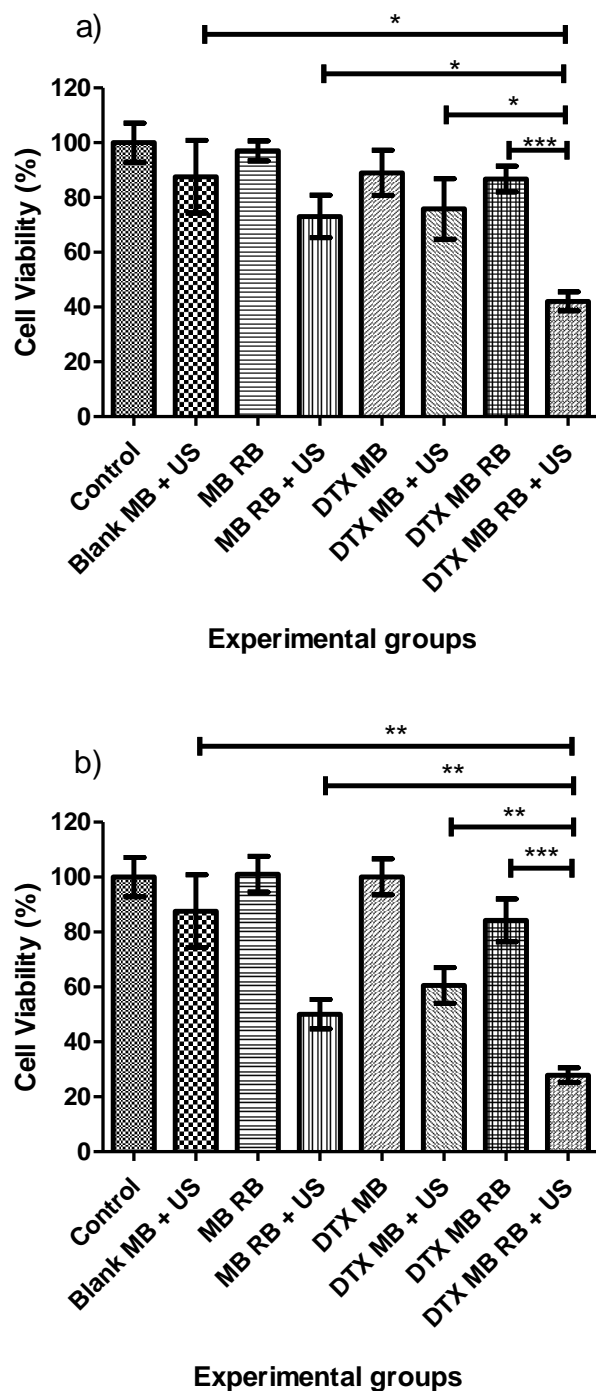 a)
*
*
*
***
120
100
80
60
40
20
0
Cell Viability (%)
Control
Blank MB + US
MB RB
MB RB + US
DTX MB
DTX MB + US
DTX MB RB
DTX MB RB + US
Experimental groups
b)
**
**
**
***
120
100
80
60
40
20
0
Cell Viability (%)
Control
Blank MB + US
MB RB
MB RB + US
DTX MB
DTX MB + US
DTX MB RB
DTX MB RB + US
Experimental groups